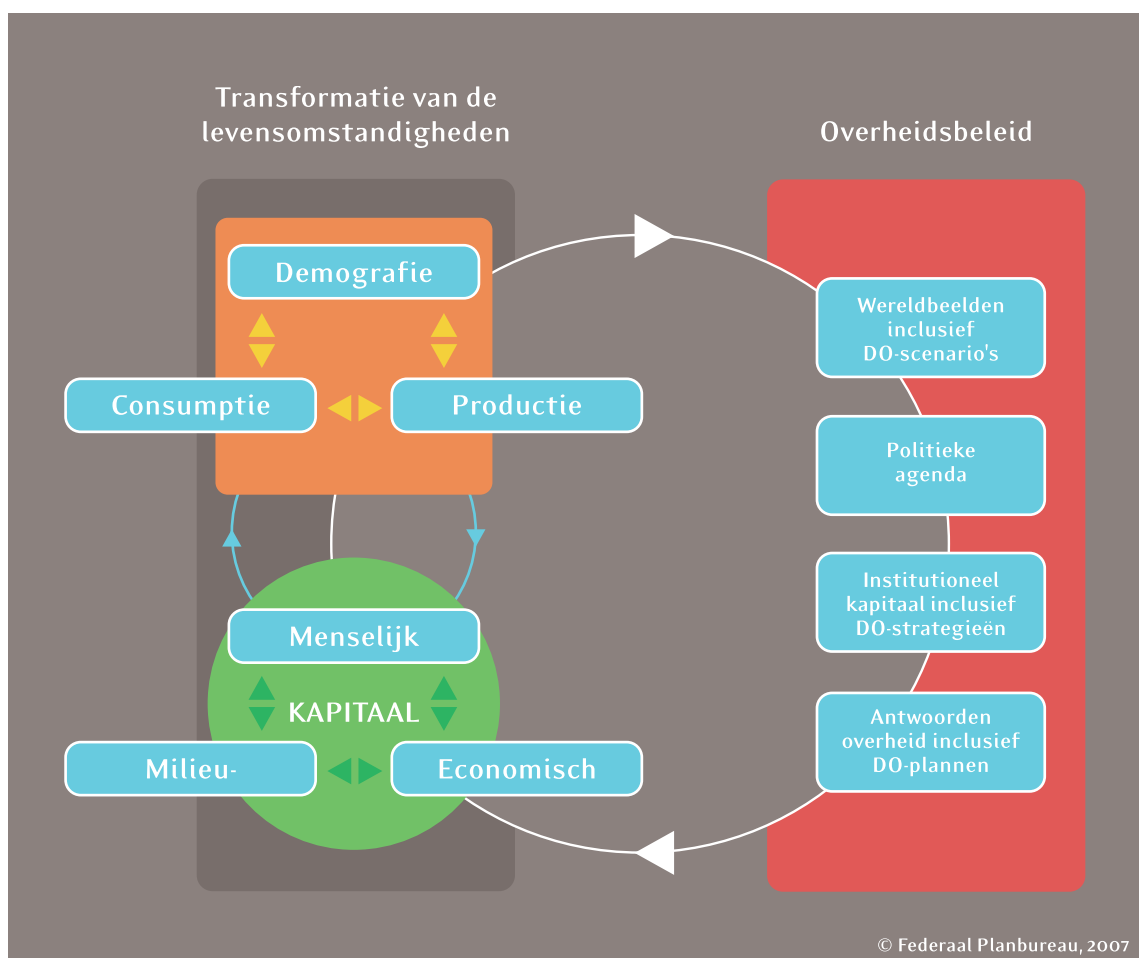 Transformatie van de
levensomstandigheden
Overheidsbeleid
Demografie
Consumptie
Productie
Menselijk
KAPITAAL
Milieu-
Economisch
Wereldbeelden
inclusief
DO-scenario's
Politieke
agenda
Institutioneel
kapitaal inclusief
DO-strategieën
Antwoorden
overheid inclusief
DO-plannen
© Federaal Planbureau, 2007